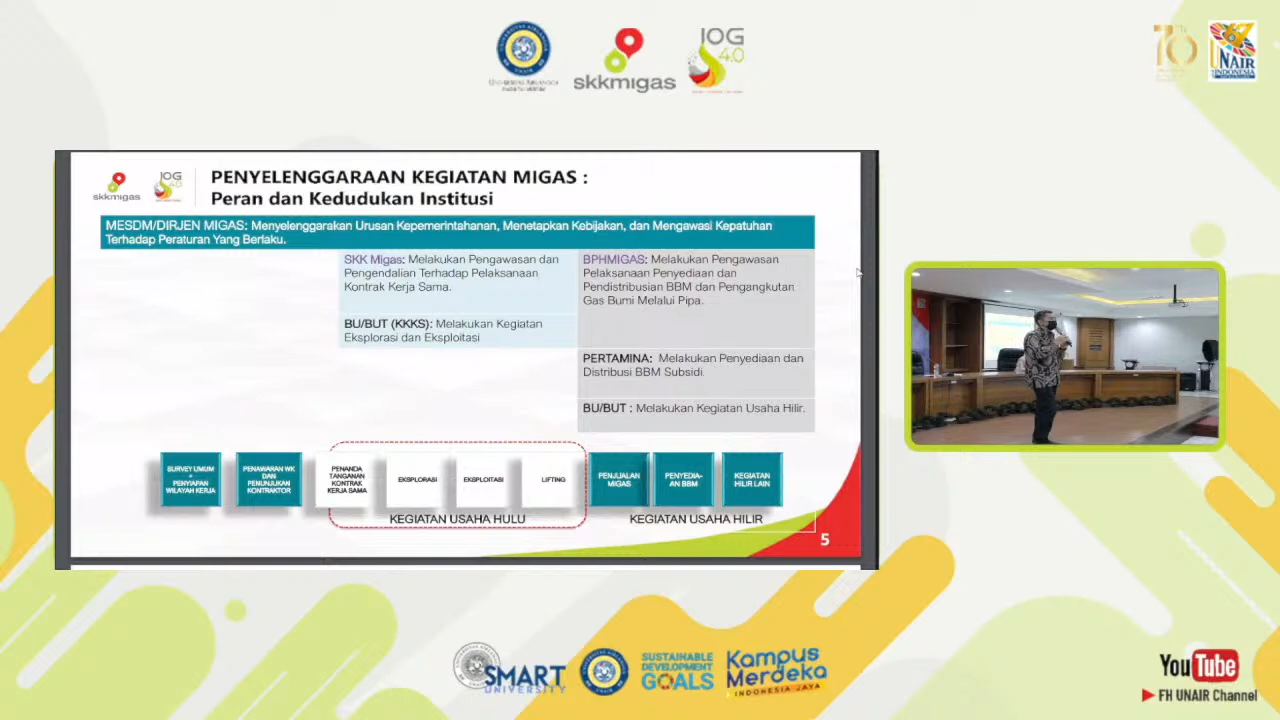 UNIVERSITAS AIRLANGGA
skkmigas
IOG
4.0
70
UNAIR
INDONESIA
skkmigas
IOG
4.0
PENYELENGGARAAN KEGIATAN MIGAS :
Peran dan Kedudukan Institusi
MESDM/DIRJEN MIGAS: Menyelenggarakan Urusan Kepemerintahanan, Menetapkan Kebijakan, dan Mengawasi Kepatuhan
Terhadap Peraturan Yang Berlaku.
SKK Migas: Melakukan Pengawasan dan
Pengendalian Terhadap Pelaksanaan
Kontrak Kerja Sama.
BU/BUT (KKKS): Melakukan Kegiatan
Eksplorasi dan Eksploitasi
BPHMIGAS: Melakukan Pengawasan
Pelaksanaan Penyediaan dan
Pendistribusian BBM dan Pengangkutan
Gas Bumi Melalui Pipa.
PERTAMINA: Melakukan Penyediaan dan
Distribusi BBM Subsidi.
BU/BUT : Melakukan Kegiatan Usaha Hilir.
SURVEY UMUM
=
PENYIAPAN
WILAYAH KERJA
PENAWARAN WK
DAN
PENUNJUKAN
KONTRAKTOR
PENANDA
TANGANAN
KONTRAK
KERJA SAMA
EKSPLORASI
EKSPLOITASI
LIFTING
PENJUALAN
MIGAS
PENYEDIA-
AN BBM
KEGIATAN
HILIR LAIN
KEGIATAN USAHA HULU
KEGIATAN USAHA HILIR
5
SMART
UNIVERSITY
SUSTAINABLE
DEVELOPMENT
GOALS
Kampus
Merdeka
INDONESIA JAYA
YouTube
FH UNAIR Channel